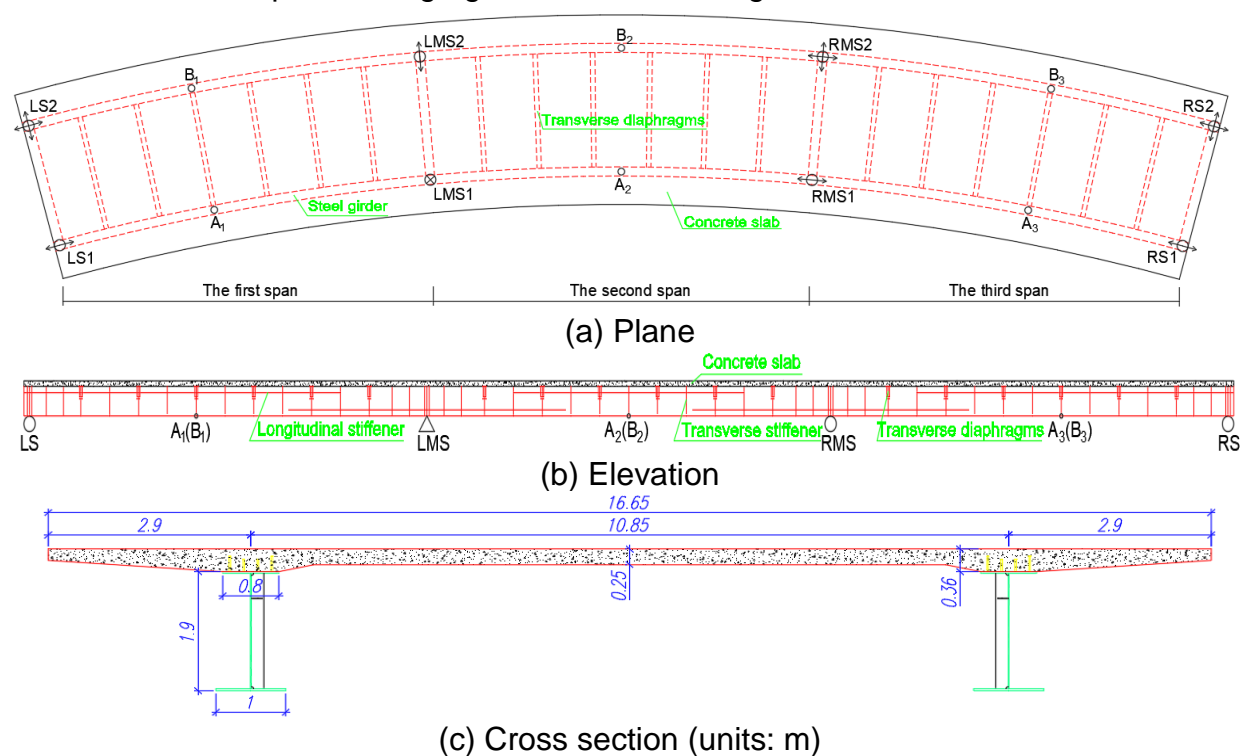 B₂
LMS2
RMS2
B₁
B₃
LS2
RS2
Transverse diaphragms
A₂
LMS1
RMS1
Steel girder
Concrete slab
A₁
A₃
LS1
RS1
The first span
The second span
The third span
(a) Plane
Concrete slab
A₁(B₁)
Longitudinal stiffener
A₂(B₂)
Transverse stiffener
Transverse diaphragms
A₃(B₃)
LS
LMS
RMS
RS
(b) Elevation
16.65
2.9
10.85
2.9
0.8
0.25
0.36
1.9
1
(c) Cross section (units: m)